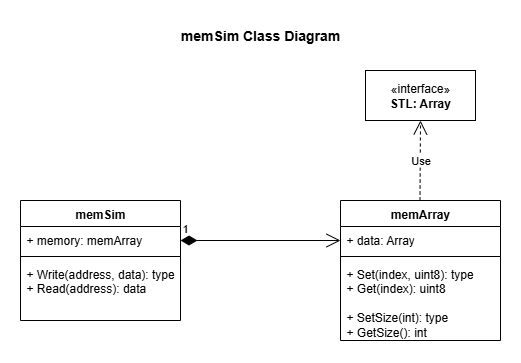 memSim Class Diagram
«interface»
STL: Array
Use
memSim
+ memory: memArray
+ Write(address, data): type
+ Read(address): data
1
memArray
+ data: Array
+ Set(index, uint8): type
+ Get(index): uint8
+ SetSize(int): type
+ GetSize(): int